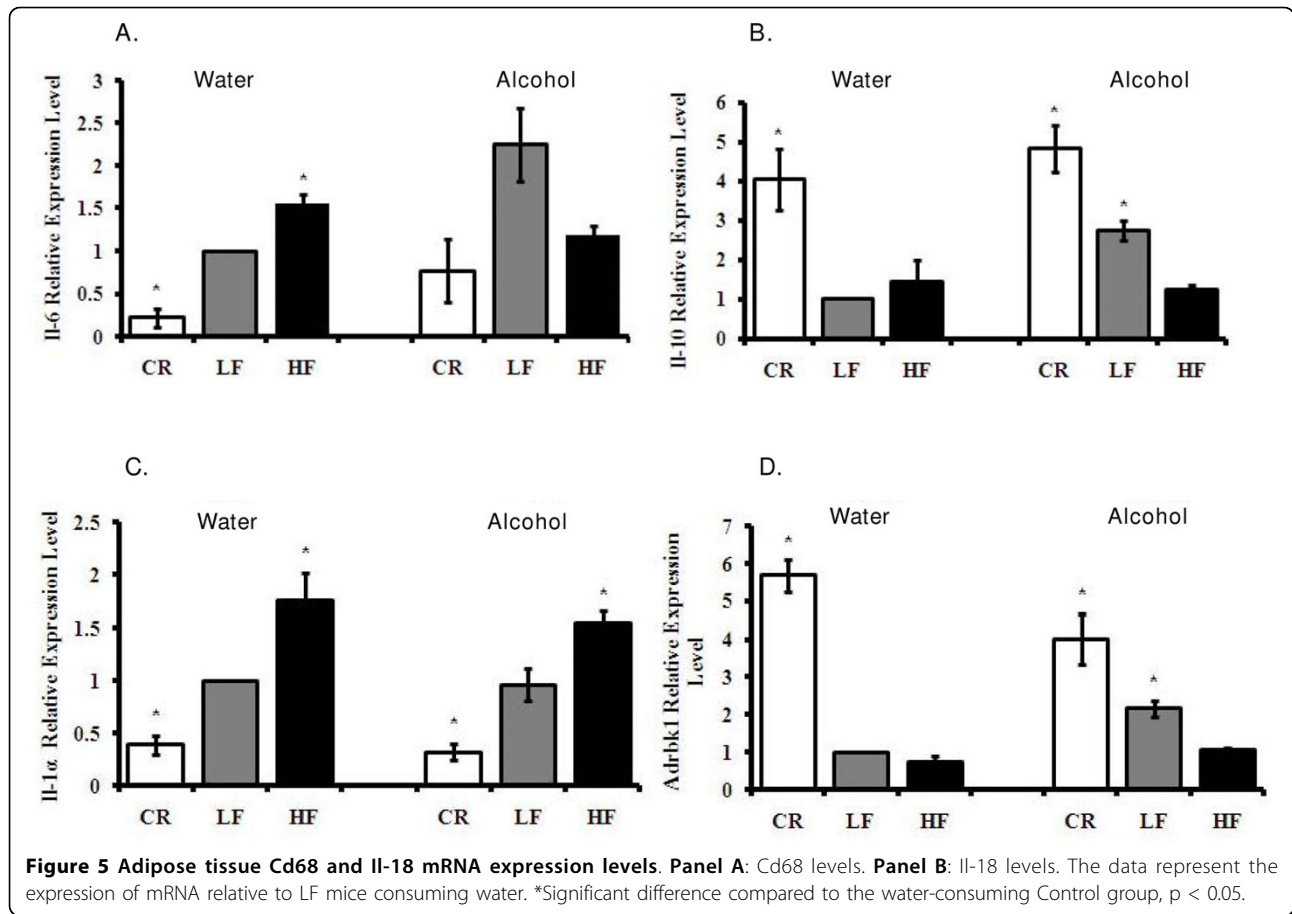 A.
Il-6 Relative Expression Level
3
2.5
2
1.5
1
0.5
0
Water
Alcohol
*
*
CR LF HF CR LF HF
B.
Il-10 Relative Expression Level
6
5
4
3
2
1
0
Water
Alcohol
*
*
*
CR LF HF CR LF HF
C.
Il-1α Relative Expression Level
2.5
2
1.5
1
0.5
0
Water
Alcohol
*
*
*
*
CR LF HF CR LF HF
D.
Adrbk1 Relative Expression
Level
7
6
5
4
3
2
1
0
Water
Alcohol
*
*
*
CR LF HF CR LF HF
Figure 5 Adipose tissue Cd68 and Il-18 mRNA expression levels. Panel A: Cd68 levels. Panel B: Il-18 levels. The data represent the
expression of mRNA relative to LF mice consuming water. *Significant difference compared to the water-consuming Control group, p < 0.05.